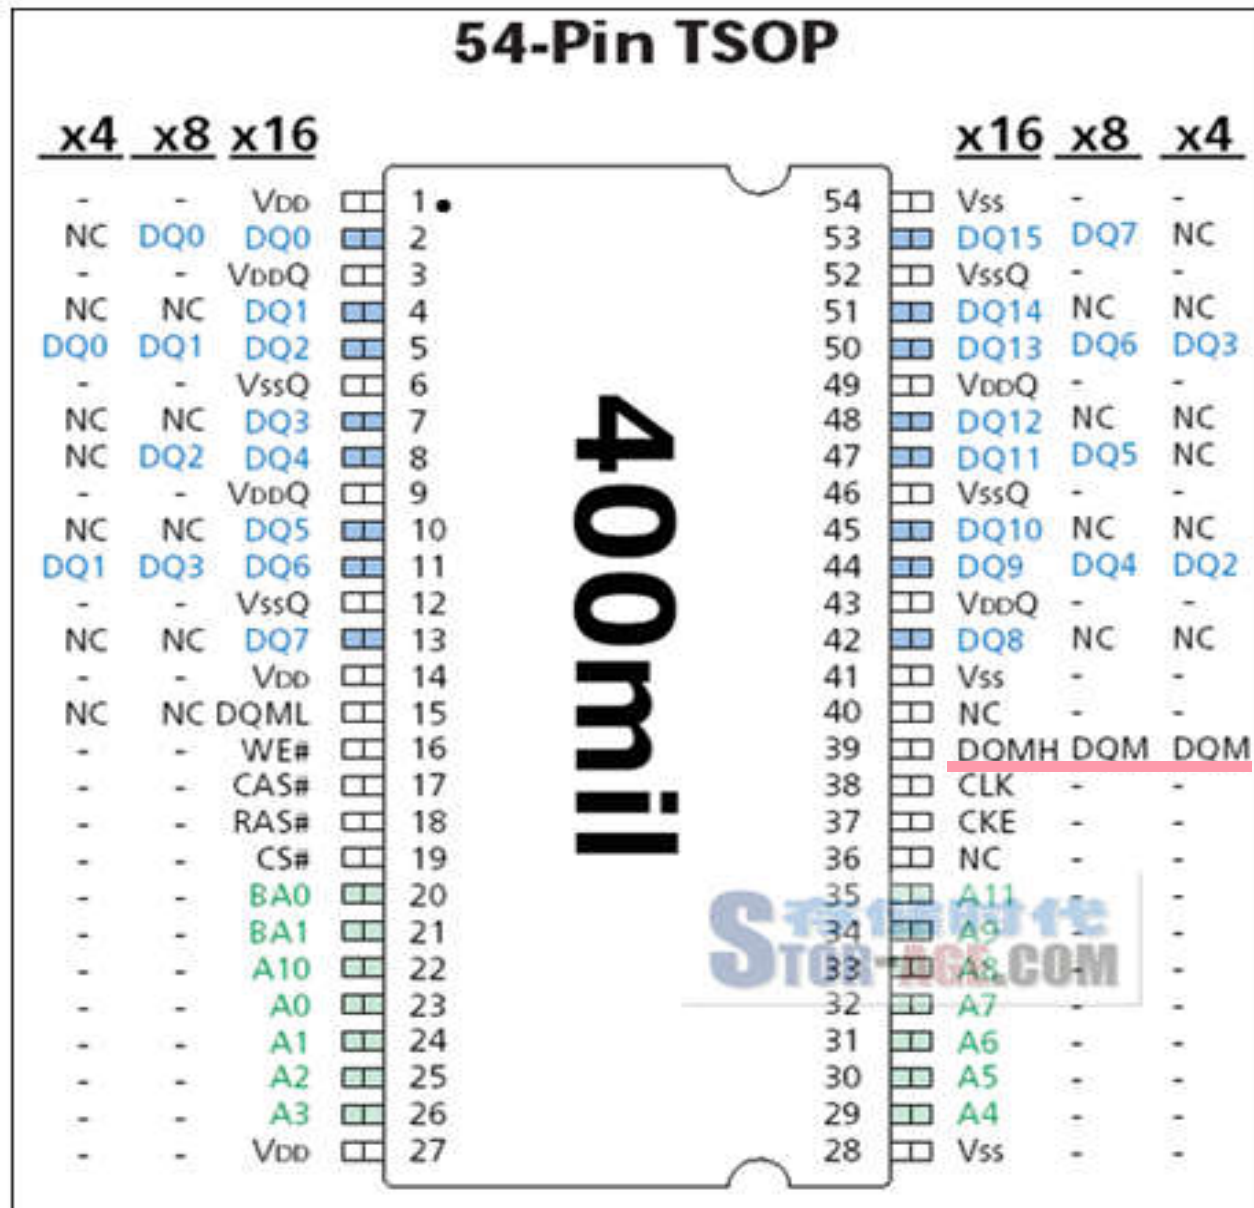 54-Pin TSOP
x4 x8 x16 x16 x8 x4
- - VDD 1 54 Vss - -
NC DQ0 DQ0 2 53 DQ15 DQ7 NC
- - VDDQ 3 52 VssQ - -
NC NC DQ1 4 51 DQ14 NC NC
DQ0 DQ1 DQ2 5 50 DQ13 DQ6 DQ3
- - VssQ 6 49 VDDQ - -
NC NC DQ3 7 48 DQ12 NC NC
NC DQ2 DQ4 8 47 DQ11 DQ5 NC
- - VDDQ 9 46 VssQ - -
NC NC DQ5 10 45 DQ10 NC NC
DQ1 DQ3 DQ6 11 44 DQ9 DQ4 DQ2
- - VssQ 12 43 VDDQ - -
NC NC DQ7 13 42 DQ8 NC NC
- - VDD 14 41 Vss - -
NC NC DQML 15 40 NC - -
- - WE# 16 39 DQMH DQM DQM
- - CAS# 17 38 CLK - -
- - RAS# 18 37 CKE - -
- - CS# 19 36 NC - -
- - BA0 20 35 A11 - -
- - BA1 21 34 A9 - -
- - A10 22 33 A8 - -
- - A0 23 32 A7 - -
- - A1 24 31 A6 - -
- - A2 25 30 A5 - -
- - A3 26 29 A4 - -
- - VDD 27 28 Vss - -
400mil
存储时代
STOR-AGE.COM